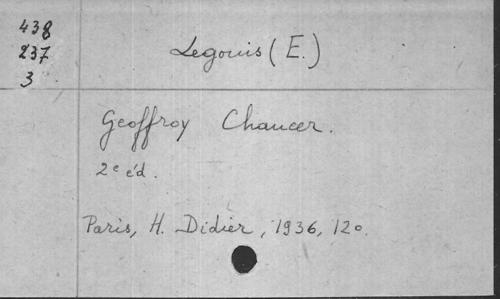 438
237
3
Legouis (E.)
Geoffroy Chaucer.
2e éd.
Paris, H. Didier, 1936, 12o.